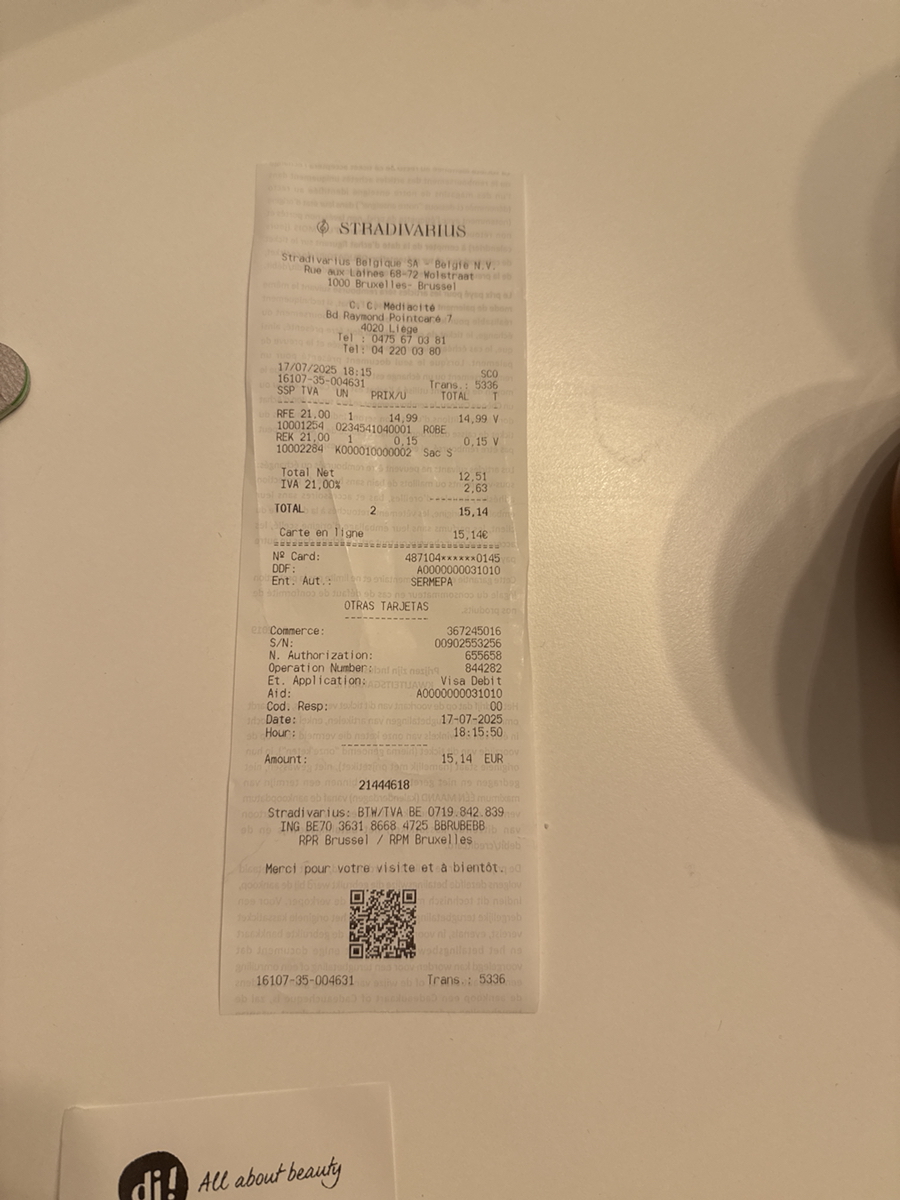 STRADIVARIUS
Stradivarius Belgique SA - Belgie N.V.
Rue aux Laines 68-72 Wolstraat
1000 Bruxelles- Brussel
C. C. Médiacité
Bd Raymond Pointcaré 7
4020 Liège
Tel : 0475 67 03 81
Tel: 04 220 03 80
17/07/2025 18:15 SCO
16107-35-004631 Trans.: 5336
SSP TVA UN PRIX/U TOTAL T
RFE 21,00 1 14,99 14,99 V
10001254 0234541040001 ROBE
REK 21,00 1 0,15 0,15 V
10002284 K000010000002 Sac S
Total Net 12,51
IVA 21,00% 2,63
TOTAL 2 15,14
Carte en ligne 15,14€
Nº Card: 487104******0145
DDF: A0000000031010
Ent. Aut.: SERMEPA
OTRAS TARJETAS
Commerce: 367245016
S/N: 00902553256
N. Authorization: 655658
Operation Number: 844282
Et. Application: Visa Debit
Aid: A0000000031010
Cod. Resp: 00
Date: 17-07-2025
Hour: 18:15:50
Amount: 15,14 EUR
21444618
Stradivarius: BTW/TVA BE 0719.842.839
ING BE70 3631 8668 4725 BBRUBEBB
RPR Brussel / RPM Bruxelles
Merci pour votre visite et à bientôt.
16107-35-004631 Trans.: 5336
di! All about beauty